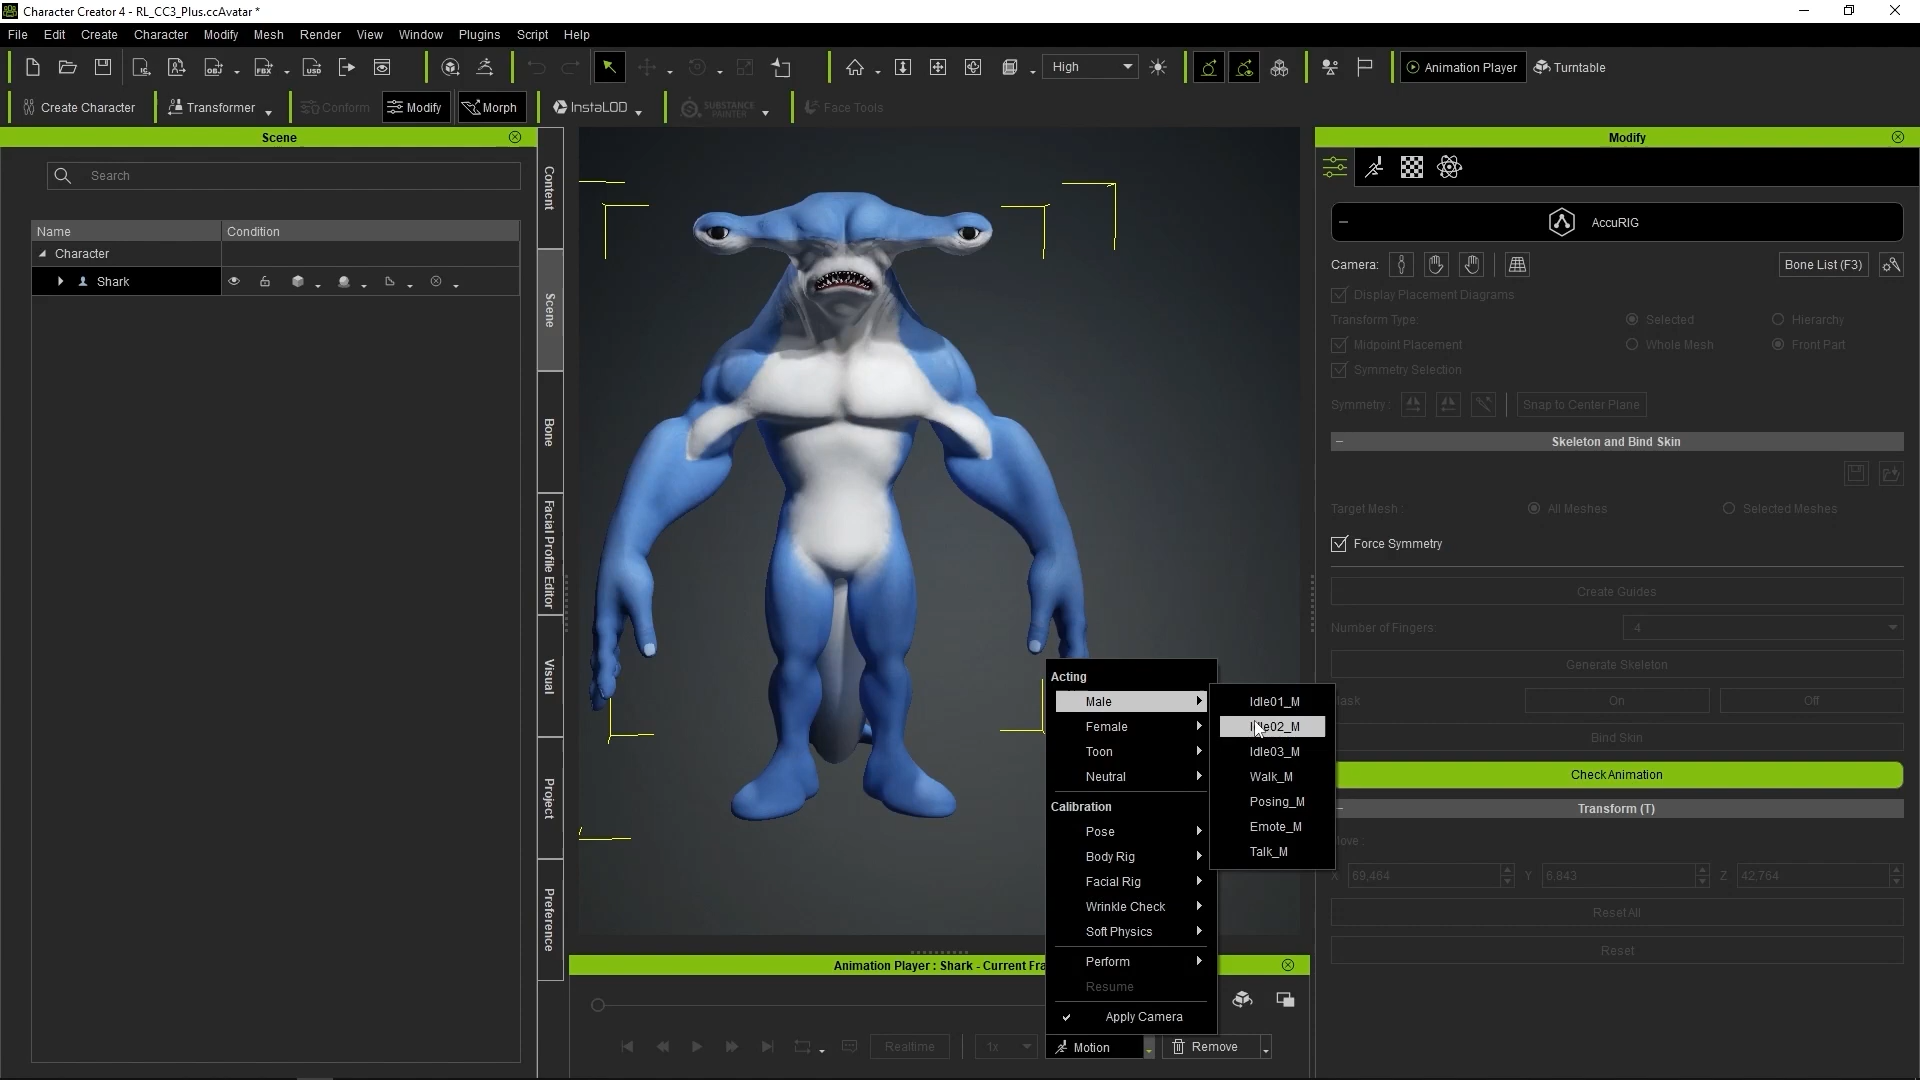 Character Creator 4 - RL_CC3_Plus.ccAvatar *
File Edit Create Character Modify Mesh Render View Window Plugins Script Help
High
Animation Player
Turntable
Create Character
Transformer
Conform
Modify
Morph
InstaLOD
SUBSTANCE PAINTER
Face Tools
Scene
Search
Name Condition
Character
Shark
Content
Scene
Bone
Facial Profile Editor
Visual
Project
Preference
Modify
AccuRIG
Camera:
Bone List (F3)
Display Placement Diagrams
Transform Type: Selected Hierarchy
Midpoint Placement Whole Mesh Front Part
Symmetry Selection
Symmetry : Snap to Center Plane
Skeleton and Bind Skin
Target Mesh : All Meshes Selected Meshes
Force Symmetry
Create Guides
Number of Fingers: 4
Generate Skeleton
On Off
Bind Skin
Check Animation
Transform (T)
X 69,464 Y 6.843 Z 42,764
Reset All
Reset
Acting
Male
Female
Toon
Neutral
Calibration
Pose
Body Rig
Facial Rig
Wrinkle Check
Soft Physics
Perform
Resume
Apply Camera
Idle01_M
Idle02_M
Idle03_M
Walk_M
Posing_M
Emote_M
Talk_M
Animation Player : Shark - Current Fra
Realtime
1x
Motion
Remove